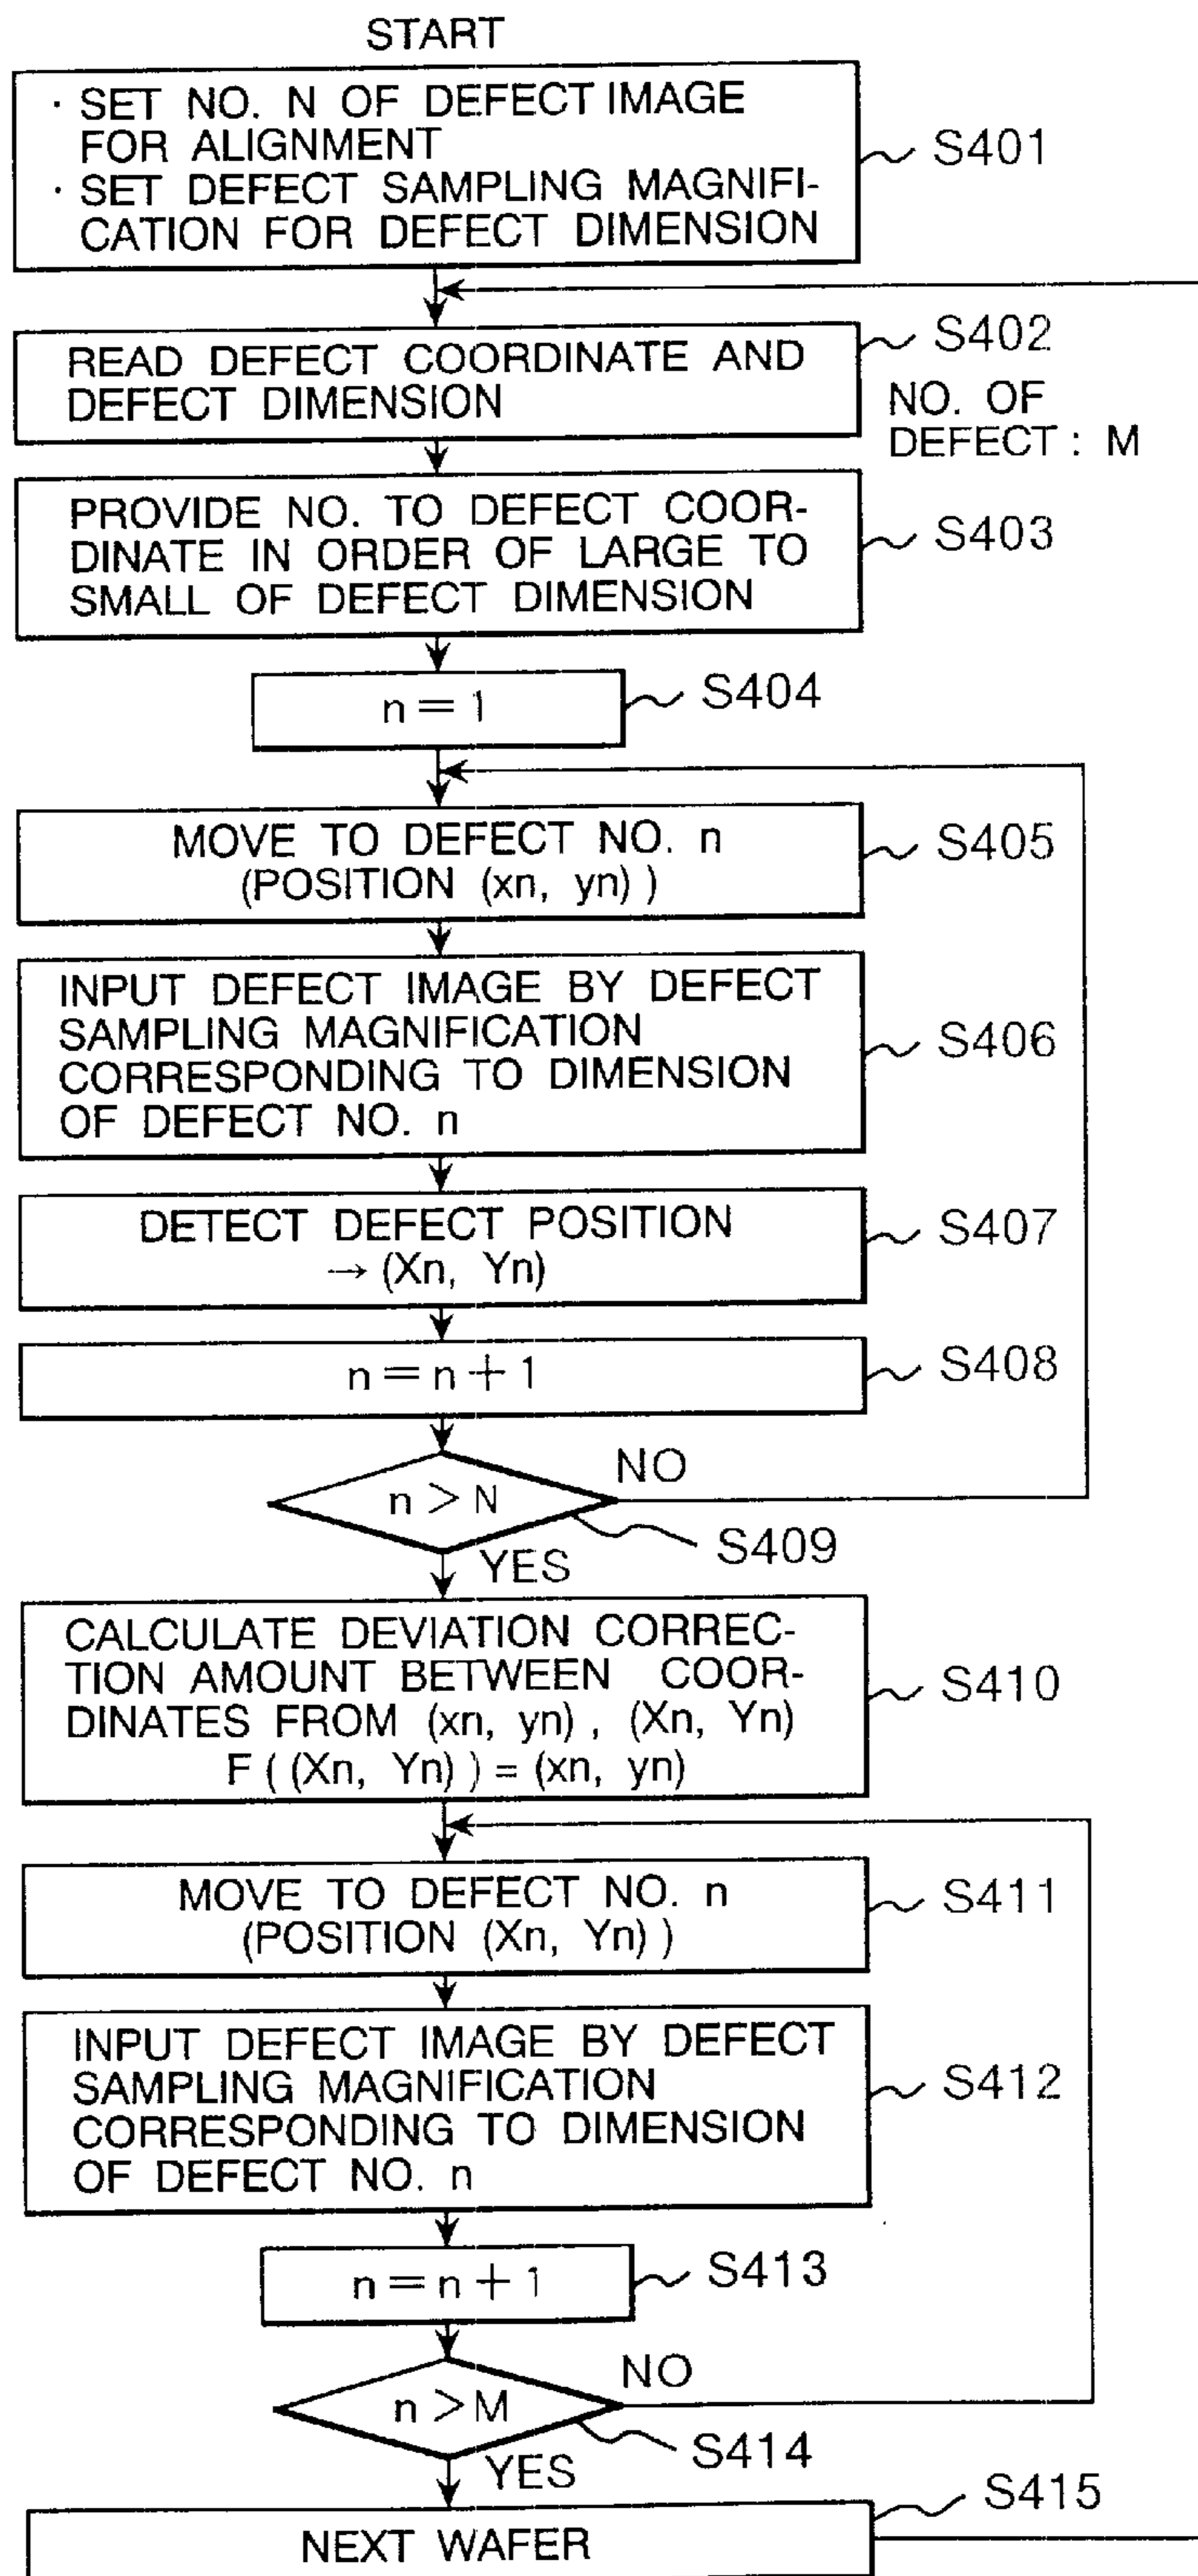 START
· SET NO. N OF DEFECT IMAGE
FOR ALIGNMENT
· SET DEFECT SAMPLING MAGNIFI-
CATION FOR DEFECT DIMENSION
S401
READ DEFECT COORDINATE AND
DEFECT DIMENSION
S402
NO. OF
DEFECT : M
PROVIDE NO. TO DEFECT COOR-
DINATE IN ORDER OF LARGE TO
SMALL OF DEFECT DIMENSION
S403
n = 1
S404
MOVE TO DEFECT NO. n
(POSITION (xn, yn) )
S405
INPUT DEFECT IMAGE BY DEFECT
SAMPLING MAGNIFICATION
CORRESPONDING TO DIMENSION
OF DEFECT NO. n
S406
DETECT DEFECT POSITION
→ (Xn, Yn)
S407
n = n + 1
S408
n > N
NO
S409
YES
CALCULATE DEVIATION CORREC-
TION AMOUNT BETWEEN COOR-
DINATES FROM (xn, yn) , (Xn, Yn)
F ( (Xn, Yn) ) = (xn, yn)
S410
MOVE TO DEFECT NO. n
(POSITION (Xn, Yn) )
S411
INPUT DEFECT IMAGE BY DEFECT
SAMPLING MAGNIFICATION
CORRESPONDING TO DIMENSION
OF DEFECT NO. n
S412
n = n + 1
S413
n > M
NO
S414
YES
NEXT WAFER
S415